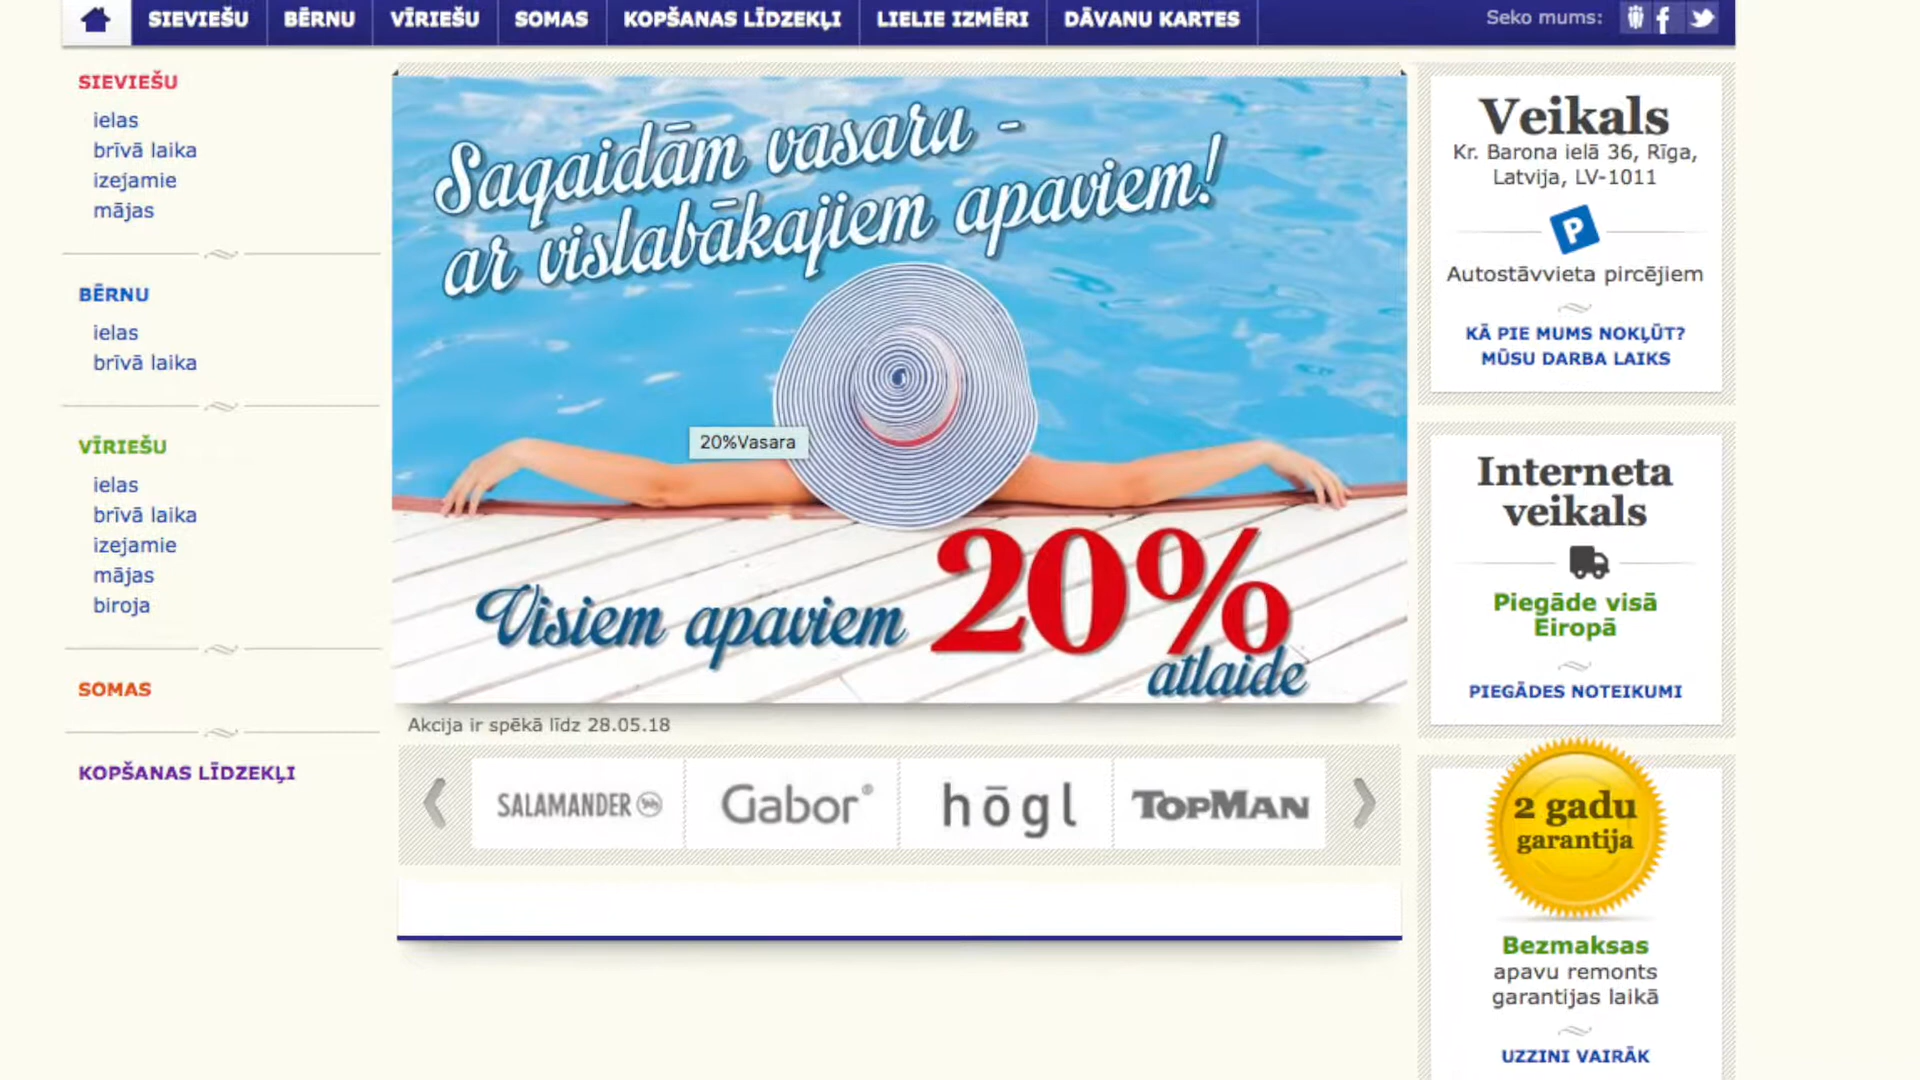 SIEVIEŠU
BĒRNU
VĪRIEŠU
SOMAS
KOPŠANAS LĪDZEKĻI
LIELIE IZMĒRI
DĀVANU KARTES
Seko mums:
SIEVIEŠU
ielas
brīvā laika
izejamie
mājas
BĒRNU
ielas
brīvā laika
VĪRIEŠU
ielas
brīvā laika
izejamie
mājas
biroja
SOMAS
KOPŠANAS LĪDZEKĻI
Sagaidām vasaru -
ar vislabākajiem apaviem!
20%Vasara
Visiem apaviem 20%
atlaide
Akcija ir spēkā līdz 28.05.18
SALAMANDER
Gabor®
högl
TOPMAN
Veikals
Kr. Barona ielā 36, Rīga,
Latvija, LV-1011
P
Autostāvvieta pircējiem
KĀ PIE MUMS NOKĻŪT?
MŪSU DARBA LAIKS
Interneta
veikals
Piegāde visā
Eiropā
PIEGĀDES NOTEIKUMI
2 gadu
garantija
Bezmaksas
apavu remonts
garantijas laikā
UZZINI VAIRĀK